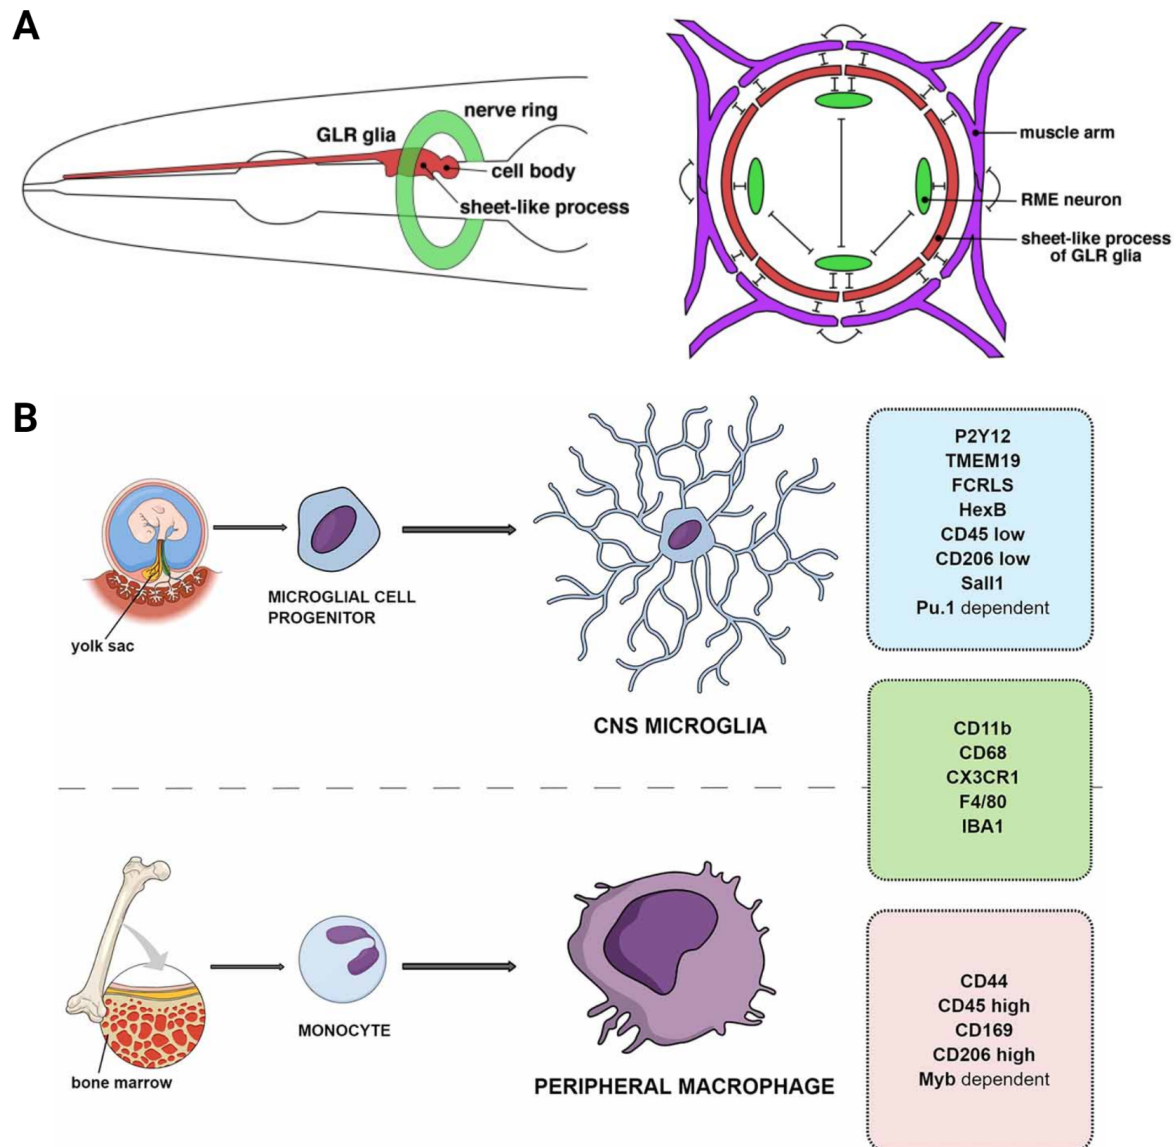 A
nerve ring
GLR glia
cell body
sheet-like process
muscle arm
RME neuron
sheet-like process
of GLR glia
B
yolk sac
MICROGLIAL CELL
PROGENITOR
CNS MICROGLIA
P2Y12
TMEM19
FCRLS
HexB
CD45 low
CD206 low
Sall1
Pu.1 dependent
CD11b
CD68
CX3CR1
F4/80
IBA1
bone marrow
MONOCYTE
PERIPHERAL MACROPHAGE
CD44
CD45 high
CD169
CD206 high
Myb dependent